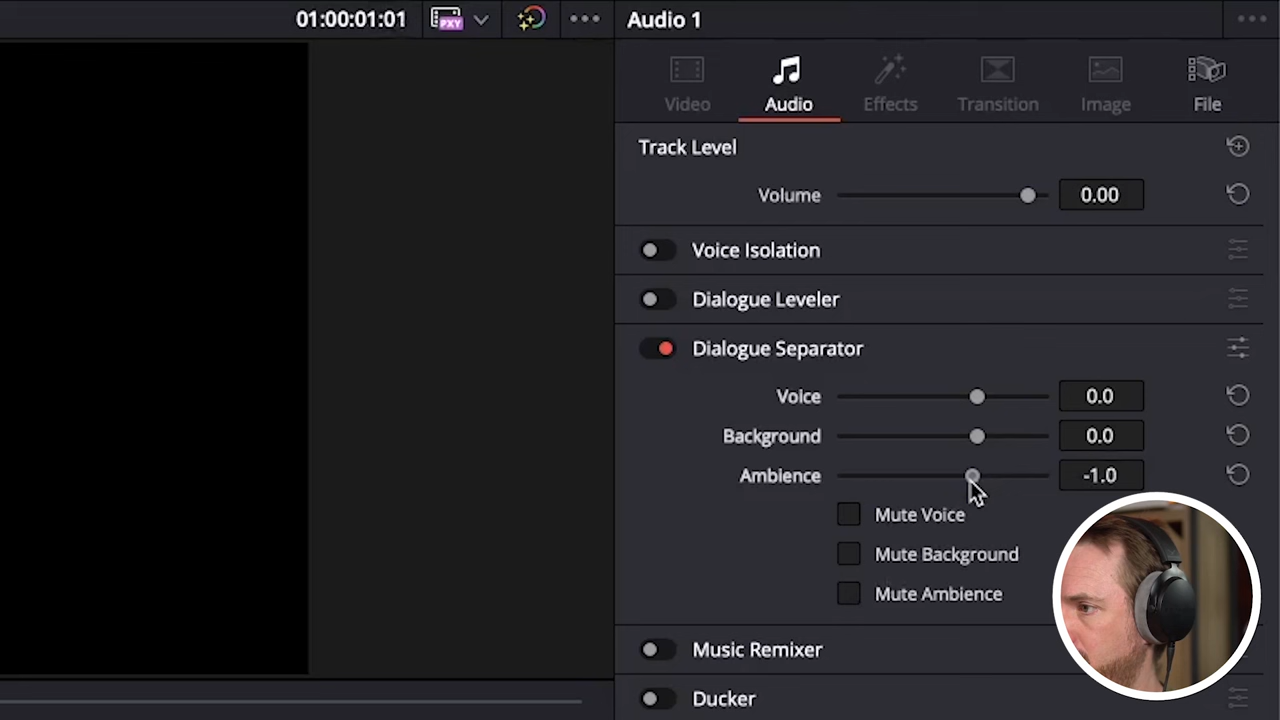 01:00:01:01
PXY
Audio 1
Video
Audio
Effects
Transition
Image
File
Track Level
Volume
0.00
Voice Isolation
Dialogue Leveler
Dialogue Separator
Voice
0.0
Background
0.0
Ambience
-1.0
Mute Voice
Mute Background
Mute Ambience
Music Remixer
Ducker